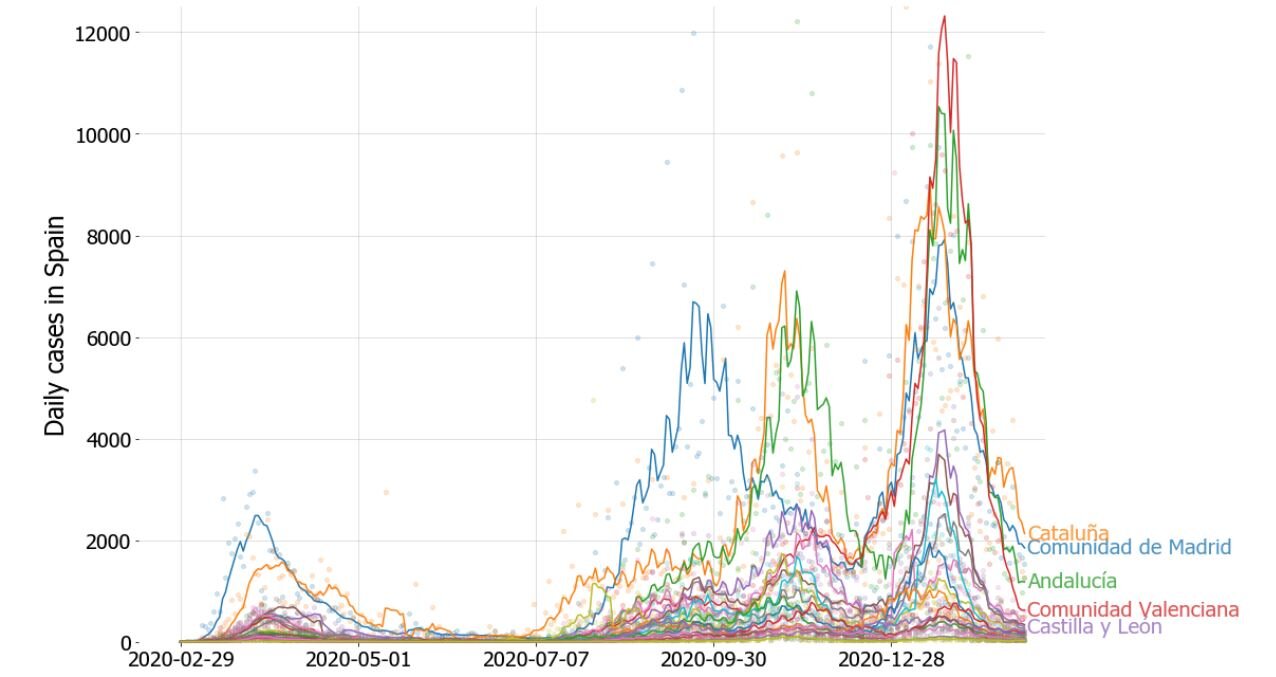 12000
10000
8000
6000
4000
2000
0
Daily cases in Spain
2020-02-29
2020-05-01
2020-07-07
2020-09-30
2020-12-28
Cataluña
Comunidad de Madrid
Andalucía
Comunidad Valenciana
Castilla y León